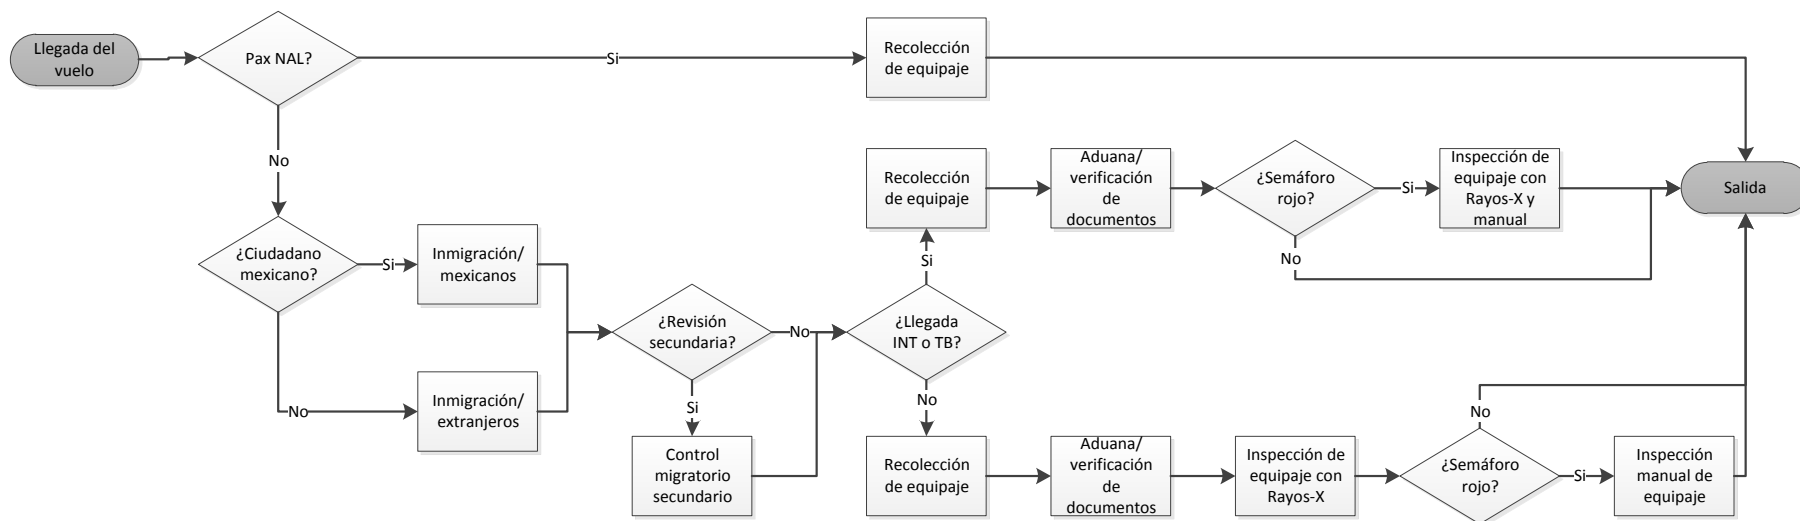 Llegada del
vuelo
Pax NAL?
Si
Recolección
de equipaje
No
Recolección
de equipaje
Aduana/
verificación
de
documentos
¿Semáforo
rojo?
Si
Inspección de
equipaje con
Rayos-X y
manual
Salida
No
¿Ciudadano
mexicano?
Si
Inmigración/
mexicanos
Si
¿Revisión
secundaria?
No
¿Llegada
INT o TB?
No
Inmigración/
extranjeros
Si
No
Control
migratorio
secundario
Recolección
de equipaje
Aduana/
verificación
de
documentos
Inspección de
equipaje con
Rayos-X
No
¿Semáforo
rojo?
Si
Inspección
manual de
equipaje